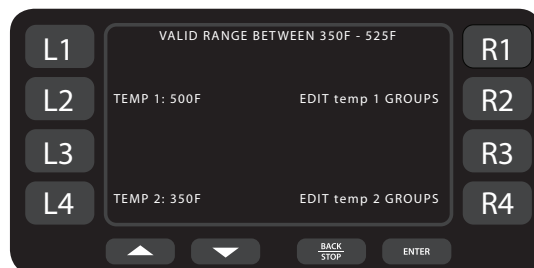 VALID RANGE BETWEEN 350F - 525F
L1
R1
L2
TEMP 1: 500F
EDIT temp 1 GROUPS
R2
L3
R3
L4
TEMP 2: 350F
EDIT temp 2 GROUPS
R4
BACK
STOP
ENTER